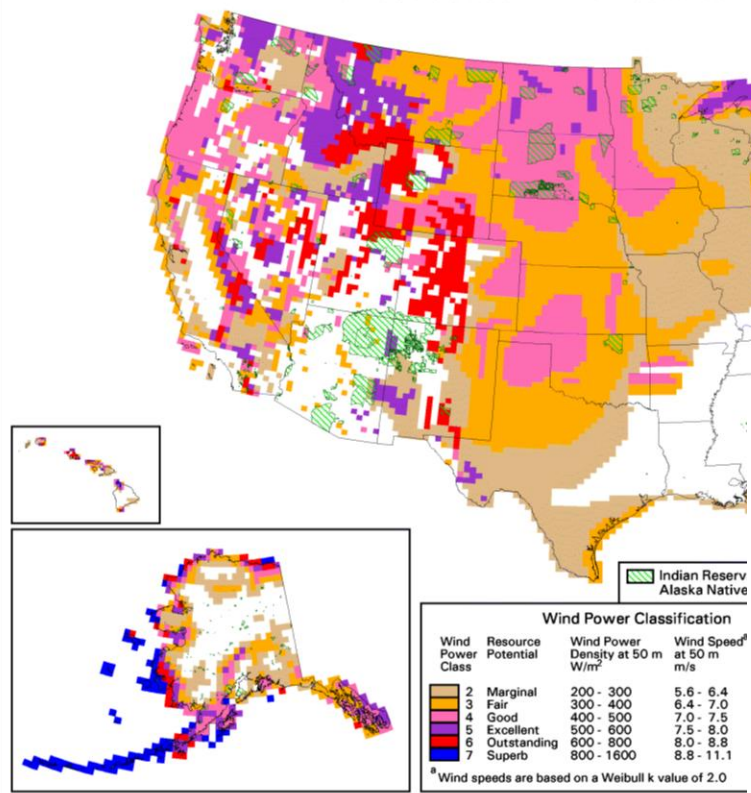 Indian Reserv
Alaska Native
Wind Power Classification
Wind Power Class Resource Potential Wind Power Density at 50 m W/m² Wind Speedª at 50 m m/s
2 Marginal 200 - 300 5.6 - 6.4
3 Fair 300 - 400 6.4 - 7.0
4 Good 400 - 500 7.0 - 7.5
5 Excellent 500 - 600 7.5 - 8.0
6 Outstanding 600 - 800 8.0 - 8.8
7 Superb 800 - 1600 8.8 - 11.1
ª Wind speeds are based on a Weibull k value of 2.0